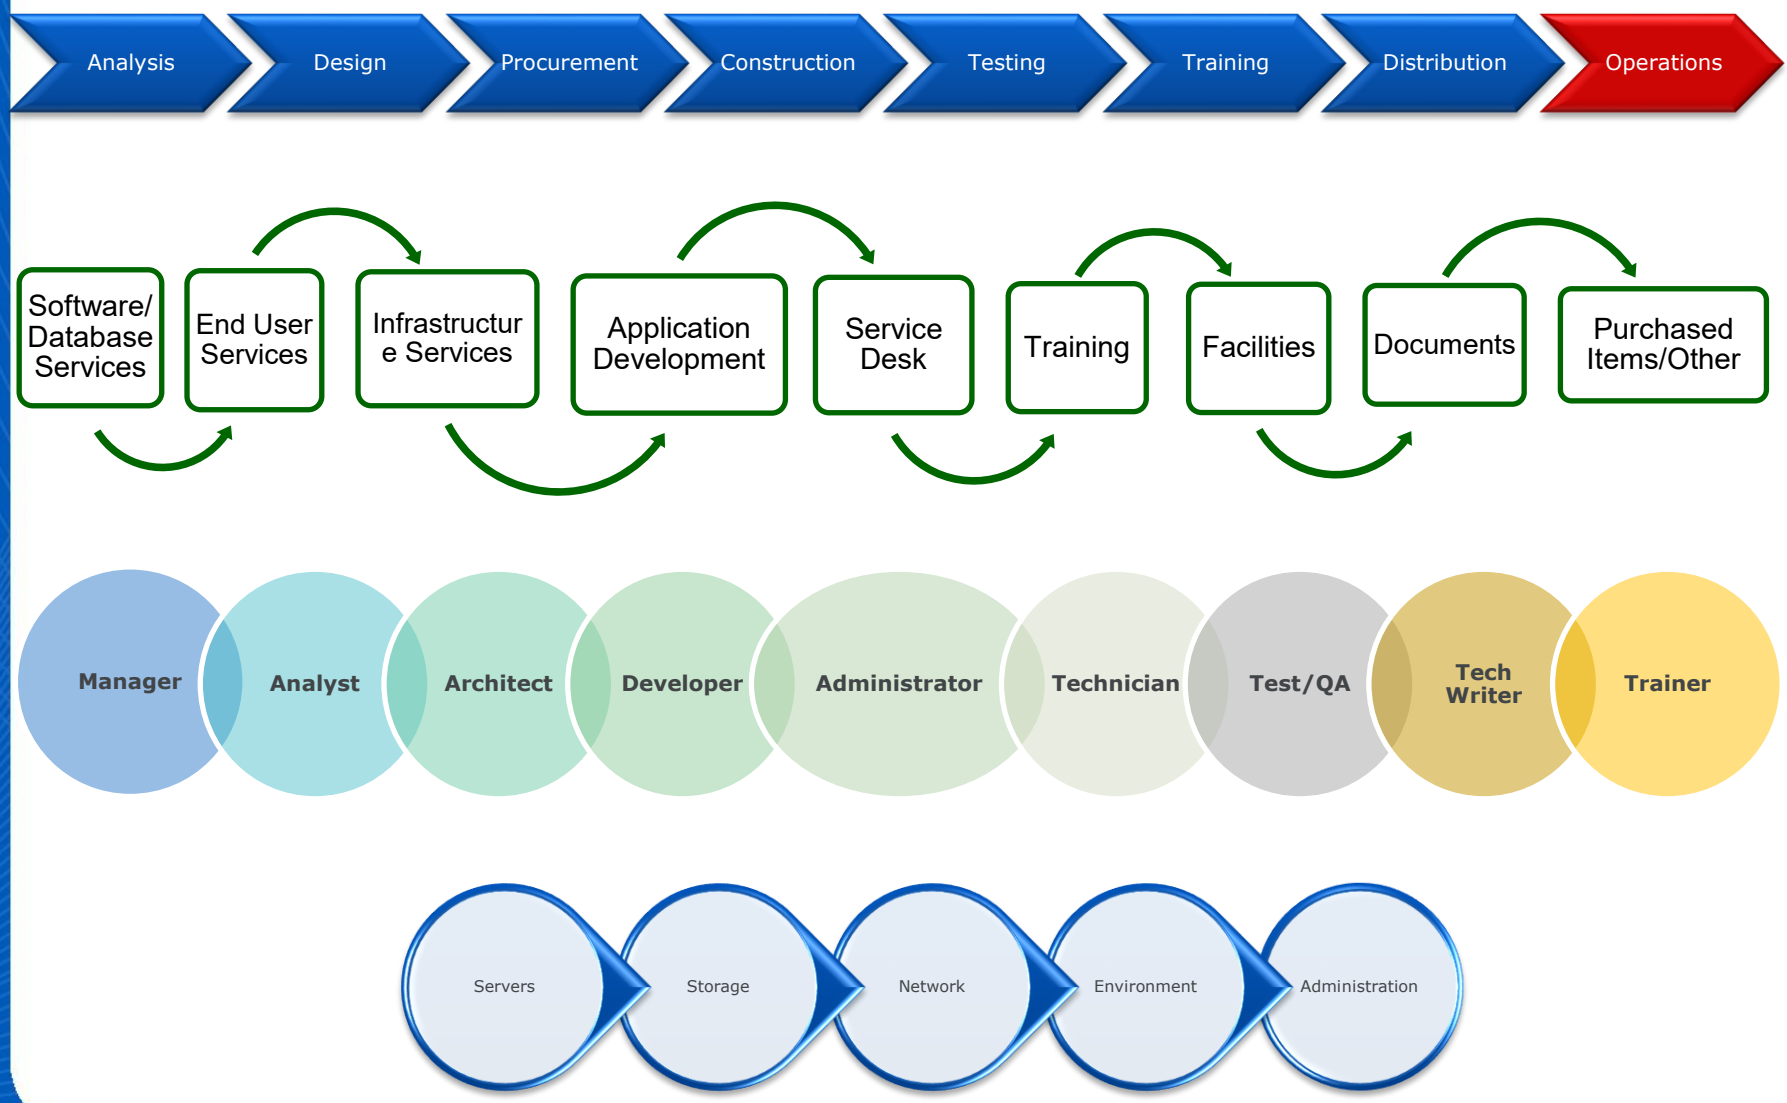 Analysis
Design
Procurement
Construction
Testing
Training
Distribution
Operations
Software/
Database
Services
End User
Services
Infrastructur
e Services
Application
Development
Service
Desk
Training
Facilities
Documents
Purchased
Items/Other
Manager
Analyst
Architect
Developer
Administrator
Technician
Test/QA
Tech
Writer
Trainer
Servers
Storage
Network
Environment
Administration